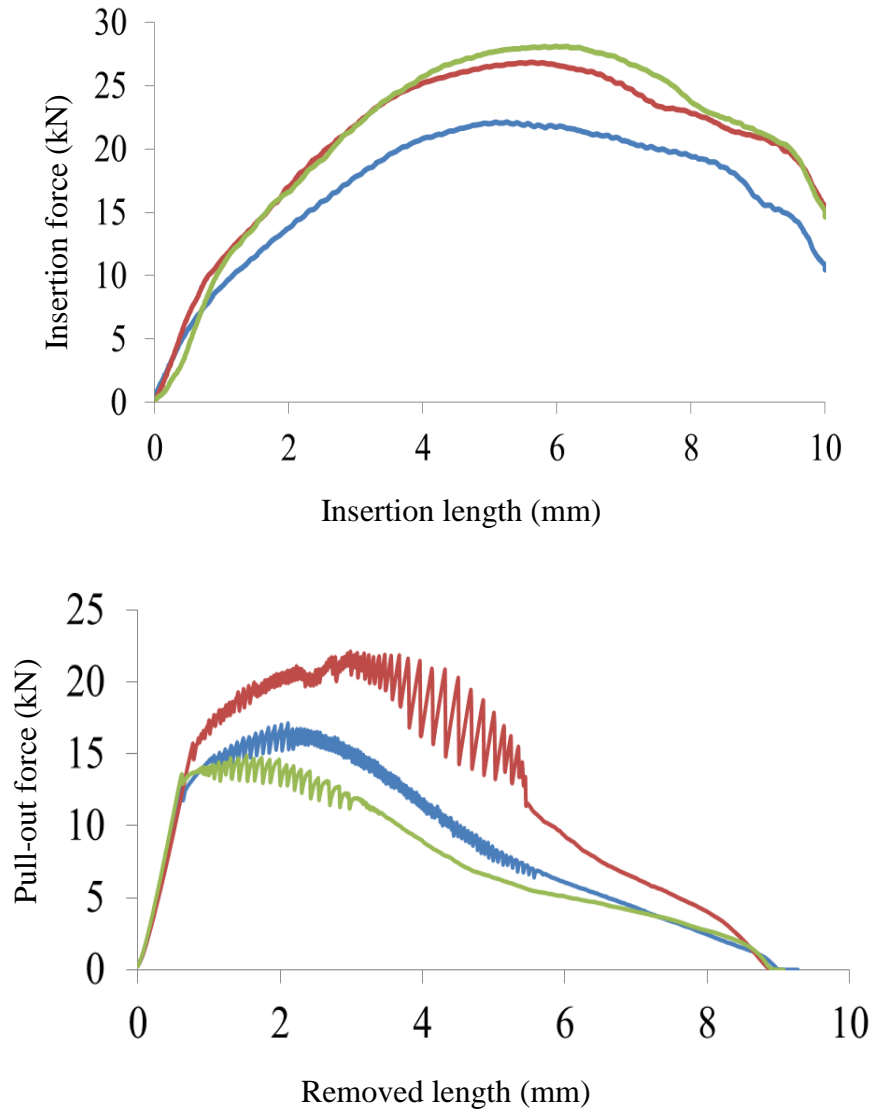 30
25
20
15
10
5
0
Insertion force (kN)
0 2 4 6 8 10
Insertion length (mm)
25
20
15
10
5
0
Pull-out force (kN)
0 2 4 6 8 10
Removed length (mm)